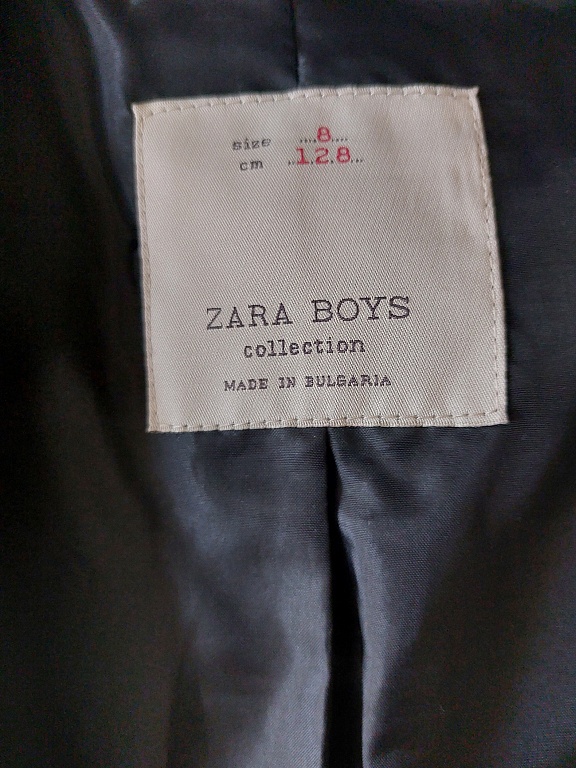 size ....8....
cm ..128...
ZARA BOYS
collection
MADE IN BULGARIA